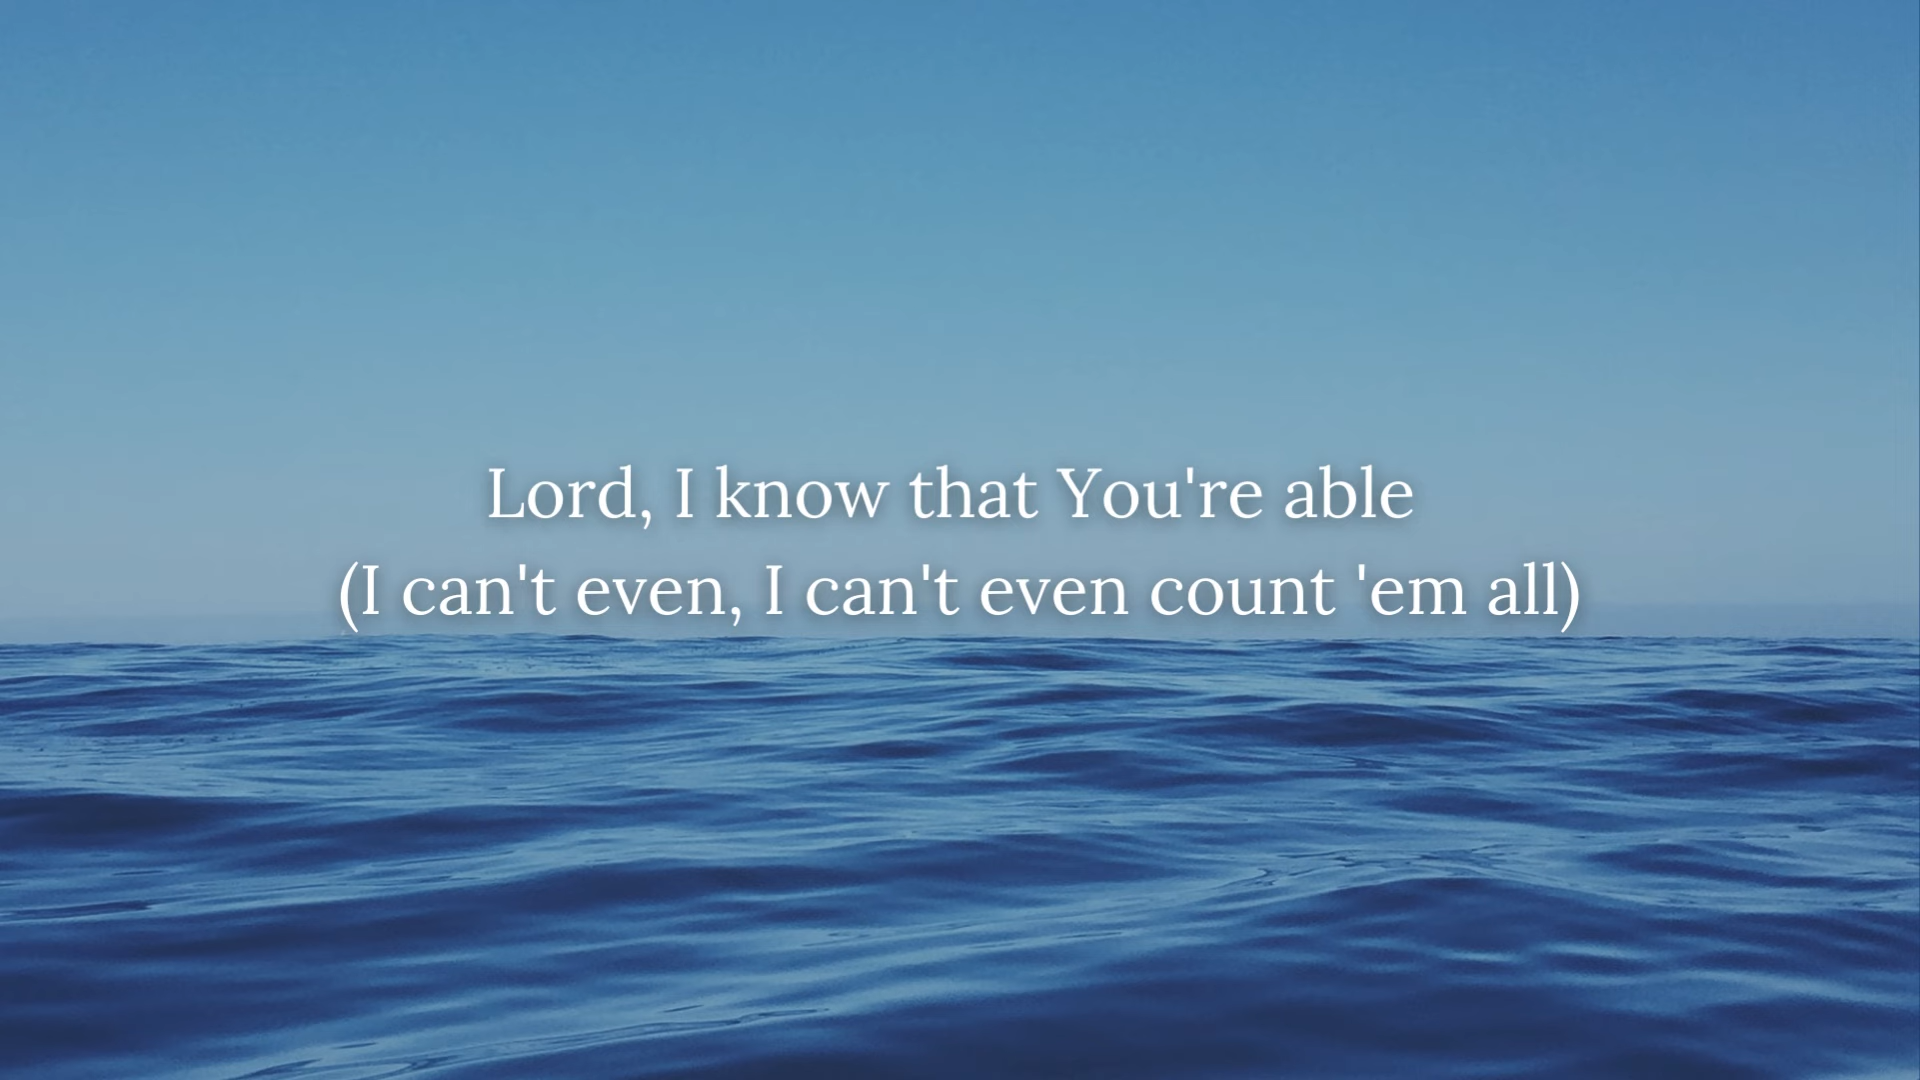 Lord, I know that You're able
(I can't even, I can't even count 'em all)